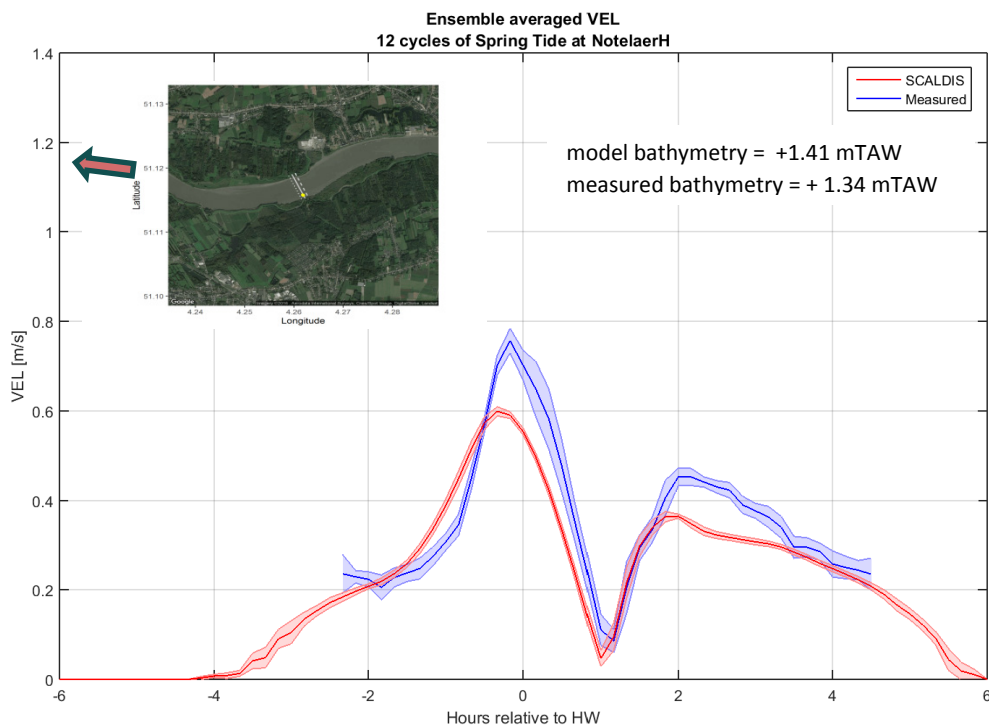 Ensemble averaged VEL
12 cycles of Spring Tide at NotelaerH
1.4
1.2
1
0.8
0.6
0.4
0.2
0
VEL [m/s]
-6
-4
-2
0
2
4
6
Hours relative to HW
SCALDIS
Measured
model bathymetry = +1.41 mTAW
measured bathymetry = + 1.34 mTAW
51.13
51.12
51.11
51.10
Latitude
4.24
4.25
4.26
4.27
4.28
Longitude
Google